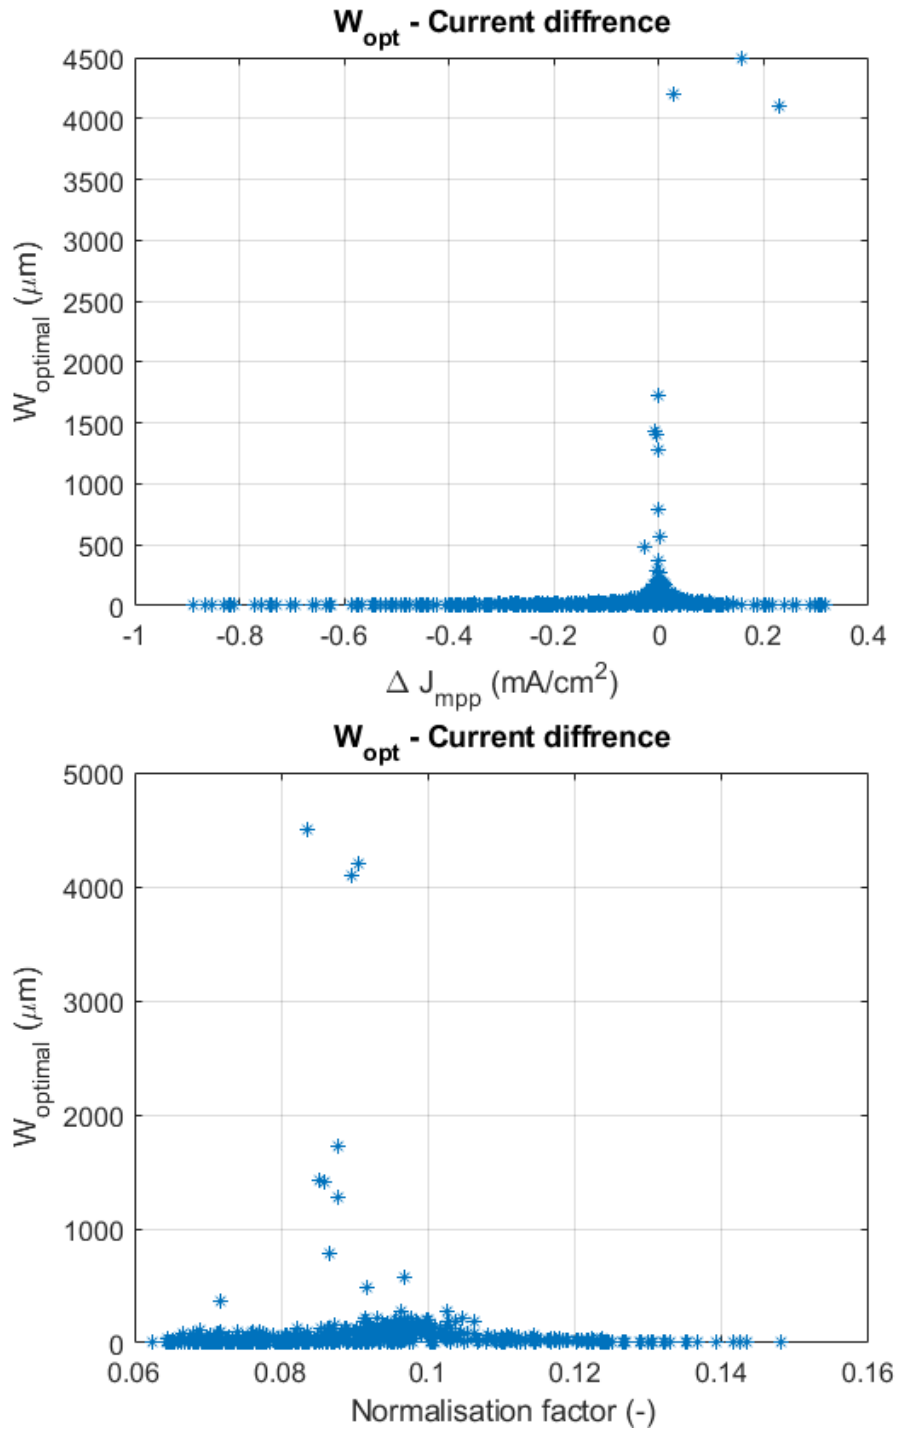 W_opt - Current diffrence
4500
4000
3500
3000
2500
2000
1500
1000
500
0
W_optimal (μm)
-1 -0.8 -0.6 -0.4 -0.2 0 0.2 0.4
Δ J_mpp (mA/cm²)
W_opt - Current diffrence
5000
4000
3000
2000
1000
0
W_optimal (μm)
0.06 0.08 0.1 0.12 0.14 0.16
Normalisation factor (-)